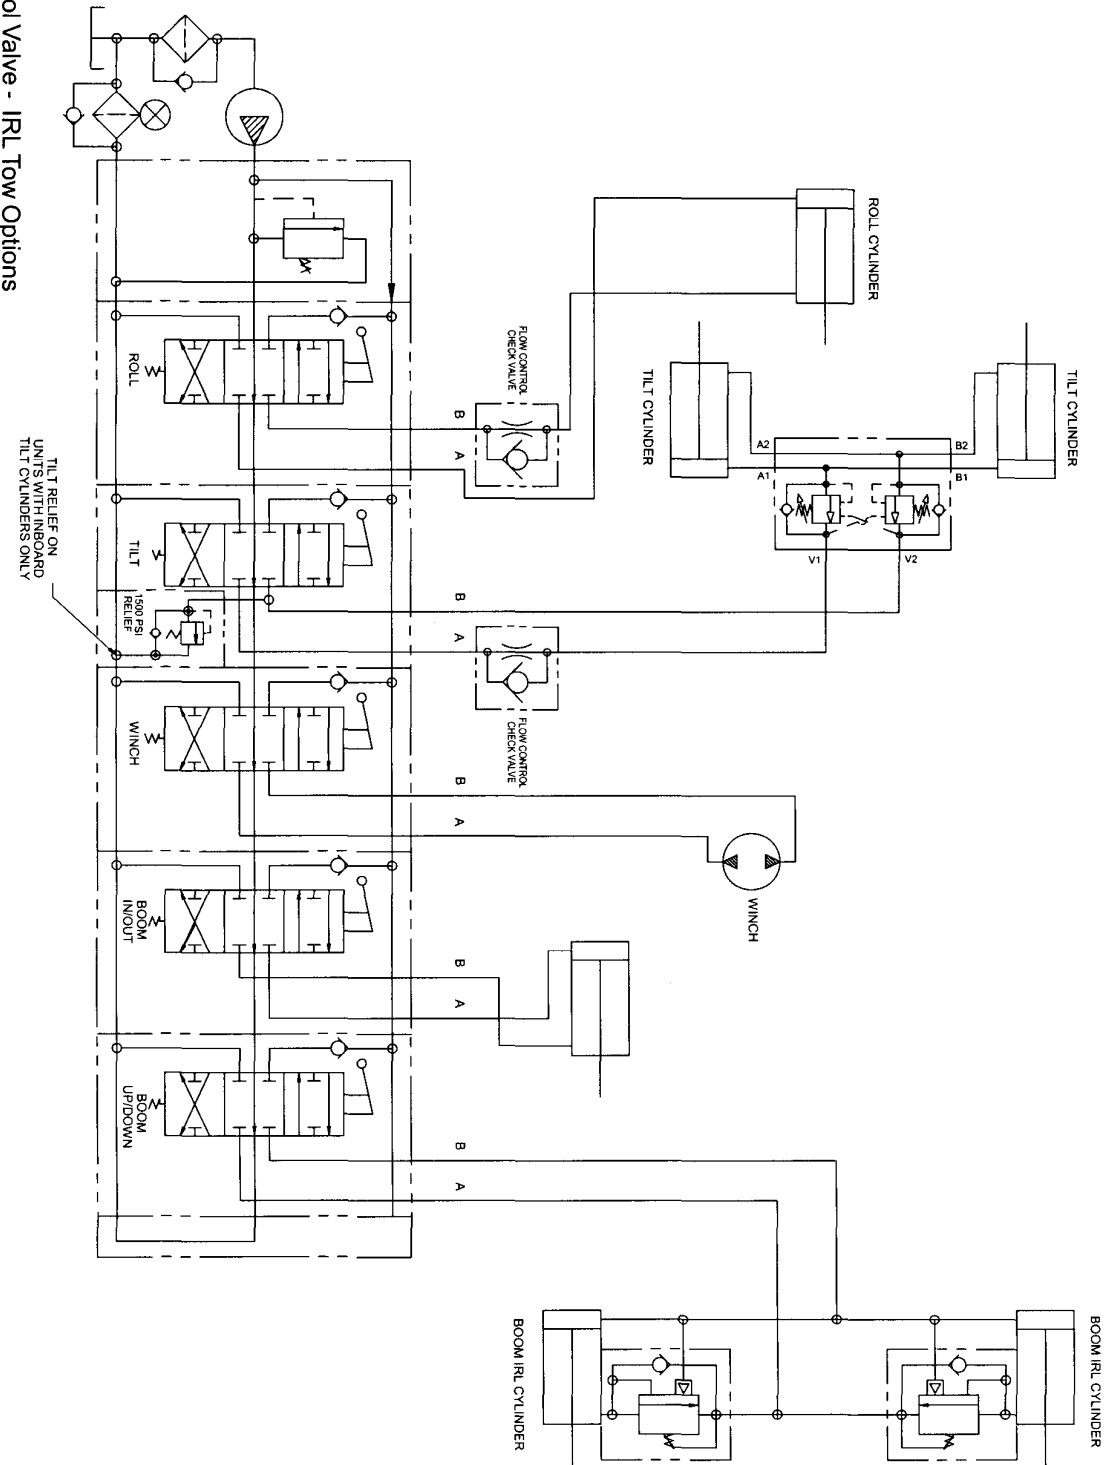 ol Valve - IRL Tow Options
ROLL CYLINDER
TILT CYLINDER
TILT CYLINDER
FLOW CONTROL
CHECK VALVE
B2
A2
A1
B1
V1
V2
B
A
ROLL
TILT
B
A
1500 PSI
RELIEF
TILT RELIEF ON
UNITS WITH INBOARD
TILT CYLINDERS ONLY
FLOW CONTROL
CHECK VALVE
WINCH
B
A
WINCH
BOOM
IN/OUT
B
A
BOOM
UP/DOWN
B
A
BOOM IRL CYLINDER
BOOM IRL CYLINDER